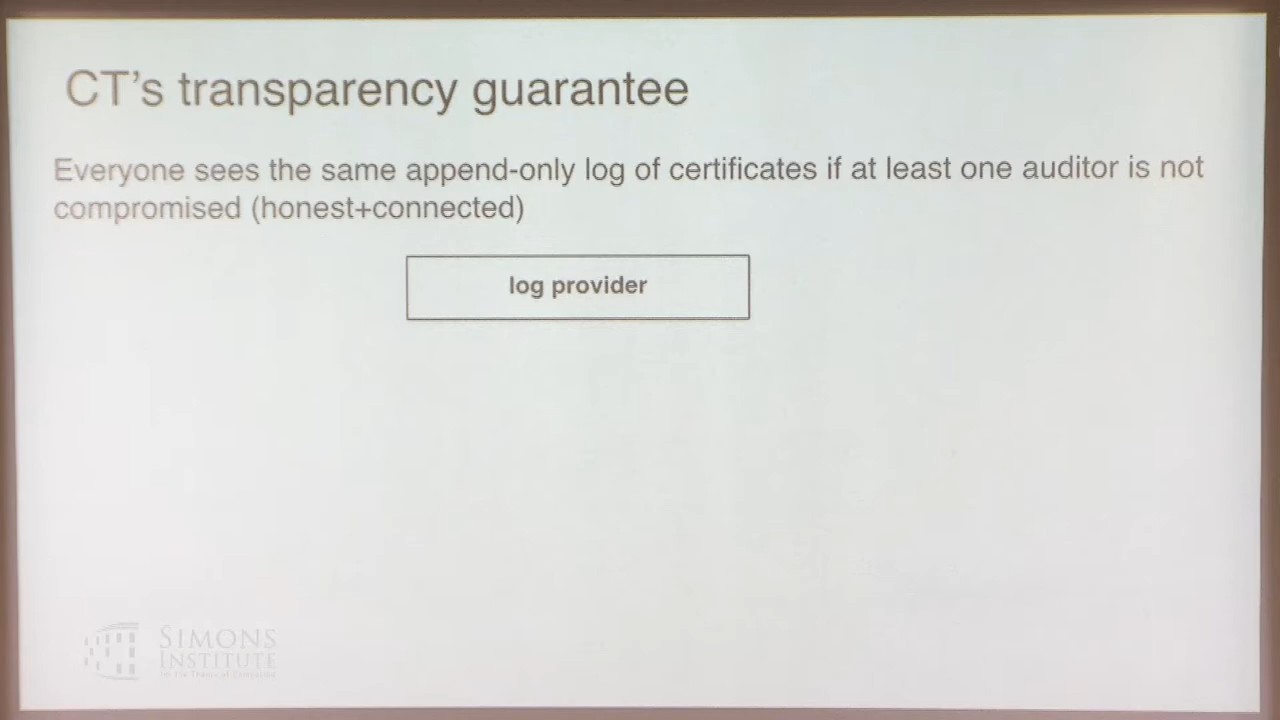 CT's transparency guarantee
Everyone sees the same append-only log of certificates if at least one auditor is not
compromised (honest+connected)
log provider
SIMONS
INSTITUTE